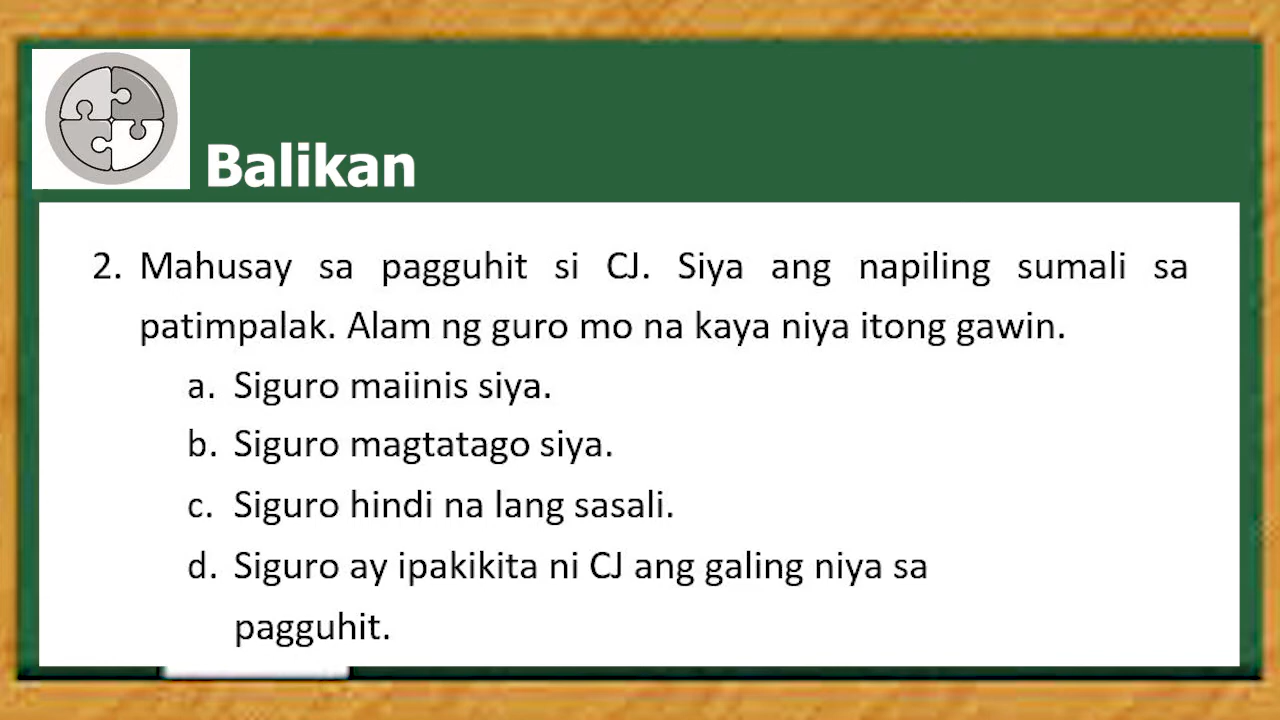 Balikan
2. Mahusay sa pagguhit si CJ. Siya ang napiling sumali sa
patimpalak. Alam ng guro mo na kaya niya itong gawin.
a. Siguro maiinis siya.
b. Siguro magtatago siya.
c. Siguro hindi na lang sasali.
d. Siguro ay ipakikita ni CJ ang galing niya sa
pagguhit.